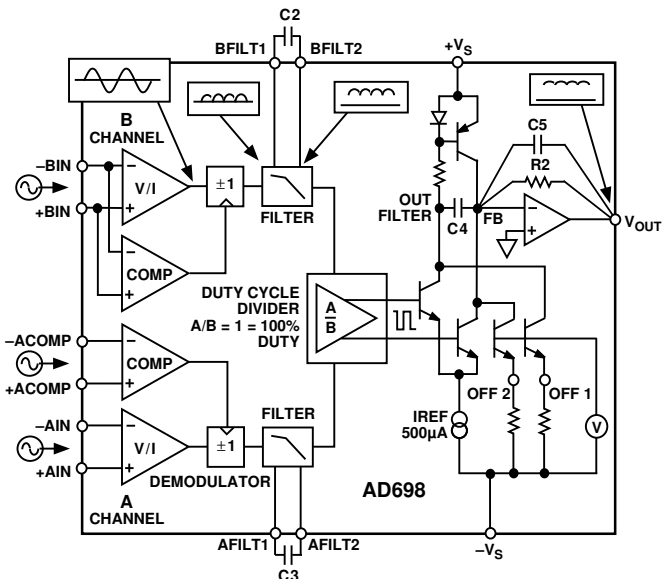 C2
BFILT1 BFILT2
+VS
B
CHANNEL
–BIN
+BIN
V/I
±1
FILTER
COMP
C5
R2
OUT
FILTER
C4
FB
VOUT
DUTY CYCLE
DIVIDER
A/B = 1 = 100%
DUTY
A
B
–ACOMP
+ACOMP
COMP
–AIN
+AIN
V/I
±1
FILTER
DEMODULATOR
A
CHANNEL
IREF
500µA
OFF 2
OFF 1
V
AD698
AFILT1 AFILT2
C3
–VS